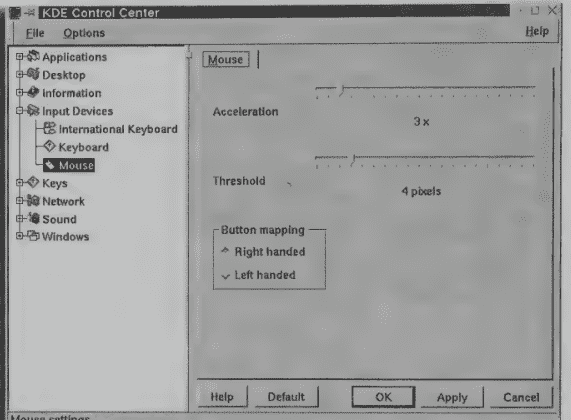 KDE Control Center
File Options Help
Applications
Desktop
Information
Input Devices
International Keyboard
Keyboard
Mouse
Keys
Network
Sound
Windows
Mouse
Acceleration
3 x
Threshold
4 pixels
Button mapping
Right handed
Left handed
Help Default OK Apply Cancel
Mouse settings